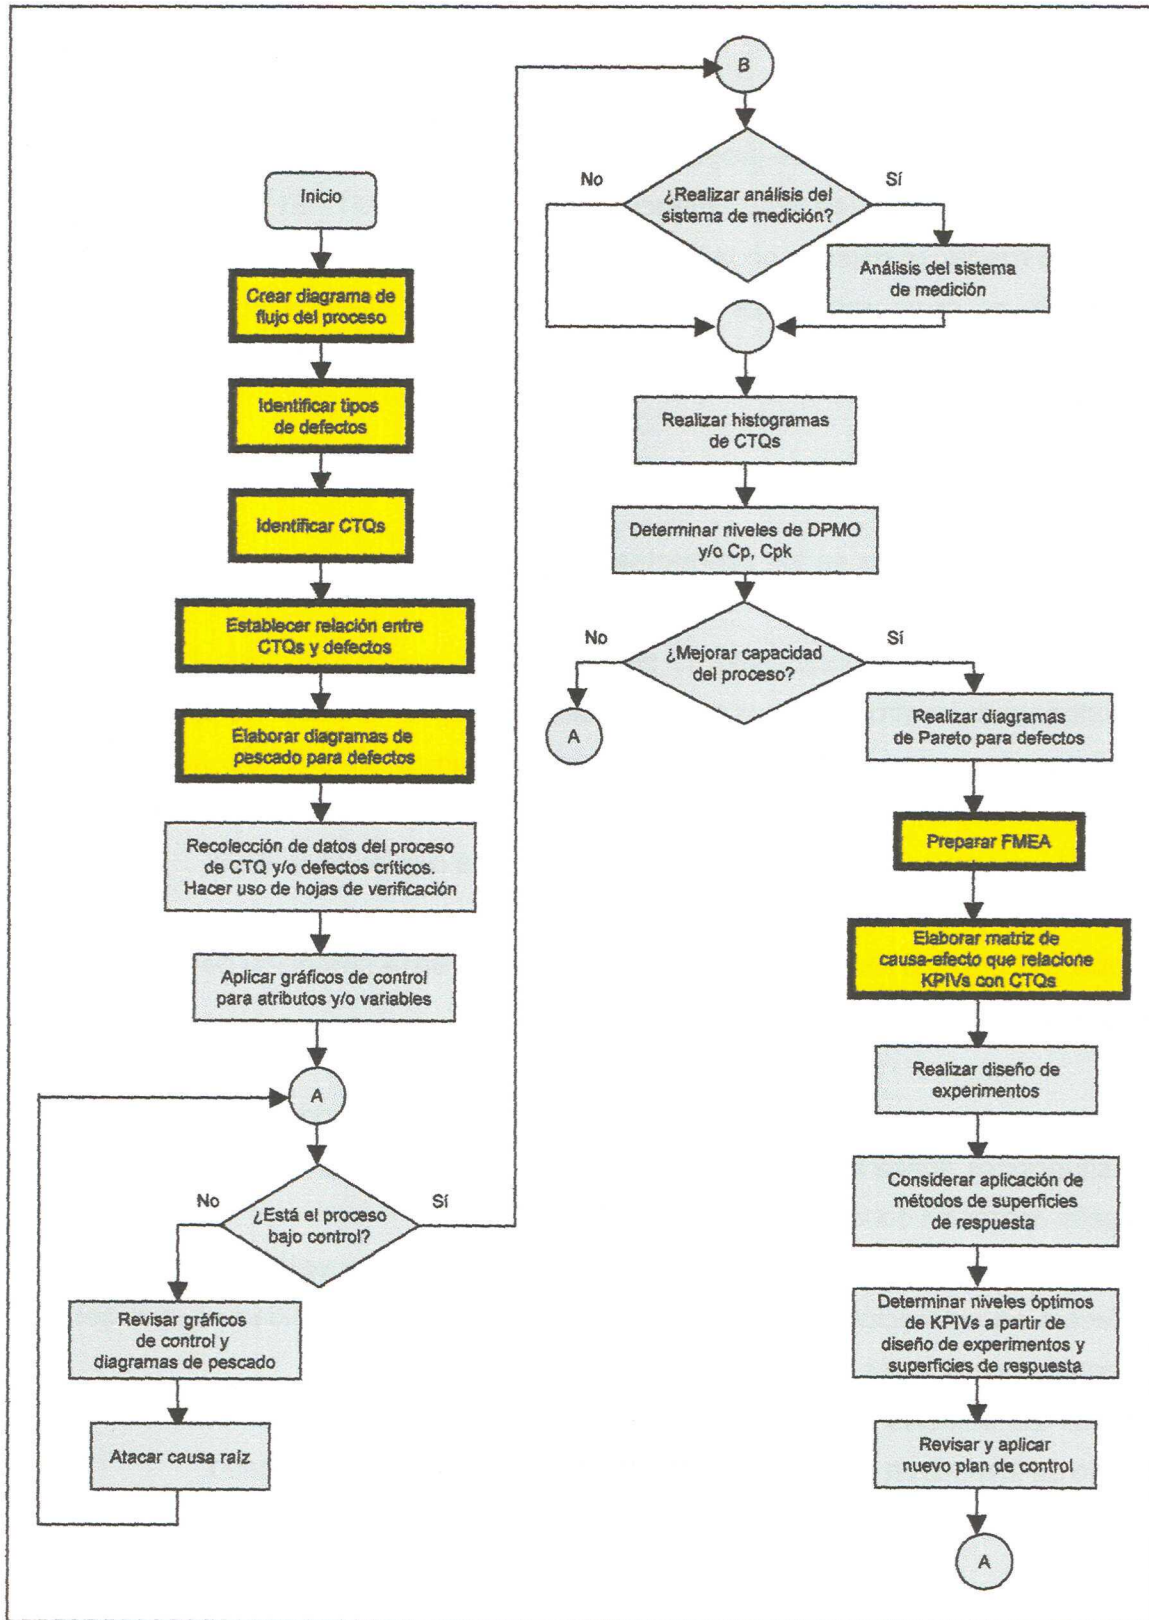 Inicio
Crear diagrama de
flujo del proceso
Identificar tipos
de defectos
Identificar CTQs
Establecer relación entre
CTQs y defectos
Elaborar diagramas de
pescado para defectos
Recolección de datos del proceso
de CTQ y/o defectos críticos.
Hacer uso de hojas de verificación
Aplicar gráficos de control
para atributos y/o variables
A
No
Sí
¿Está el proceso
bajo control?
Revisar gráficos
de control y
diagramas de pescado
Atacar causa raíz
B
No
Sí
¿Realizar análisis del
sistema de medición?
Análisis del sistema
de medición
Realizar histogramas
de CTQs
Determinar niveles de DPMO
y/o Cp, Cpk
No
Sí
¿Mejorar capacidad
del proceso?
A
Realizar diagramas
de Pareto para defectos
Preparar FMEA
Elaborar matriz de
causa-efecto que relacione
KPIVs con CTQs
Realizar diseño de
experimentos
Considerar aplicación de
métodos de superficies
de respuesta
Determinar niveles óptimos
de KPIVs a partir de
diseño de experimentos y
superficies de respuesta
Revisar y aplicar
nuevo plan de control
A